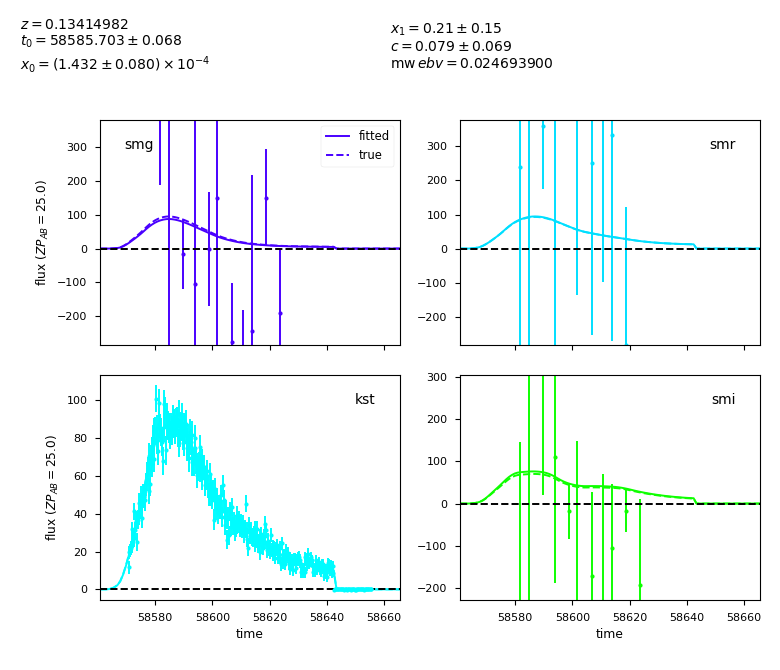 z = 0.13414982
t₀ = 58585.703 ± 0.068
x₀ = (1.432 ± 0.080) × 10⁻⁴
x₁ = 0.21 ± 0.15
c = 0.079 ± 0.069
mw ebv = 0.024693900
smg
fitted
true
300
200
100
0
−100
−200
flux (ZP_AB = 25.0)
smr
300
200
100
0
−100
−200
kst
100
80
60
40
20
0
flux (ZP_AB = 25.0)
58580 58600 58620 58640 58660
time
smi
300
200
100
0
−100
−200
58580 58600 58620 58640 58660
time